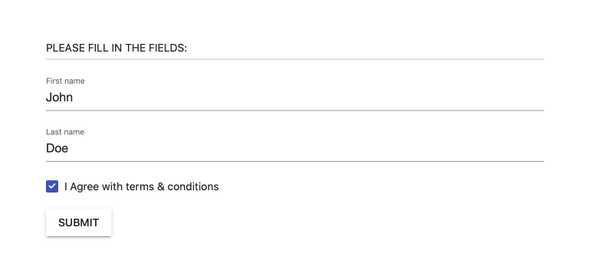 PLEASE FILL IN THE FIELDS:
First name
John
Last name
Doe
I Agree with terms & conditions
SUBMIT